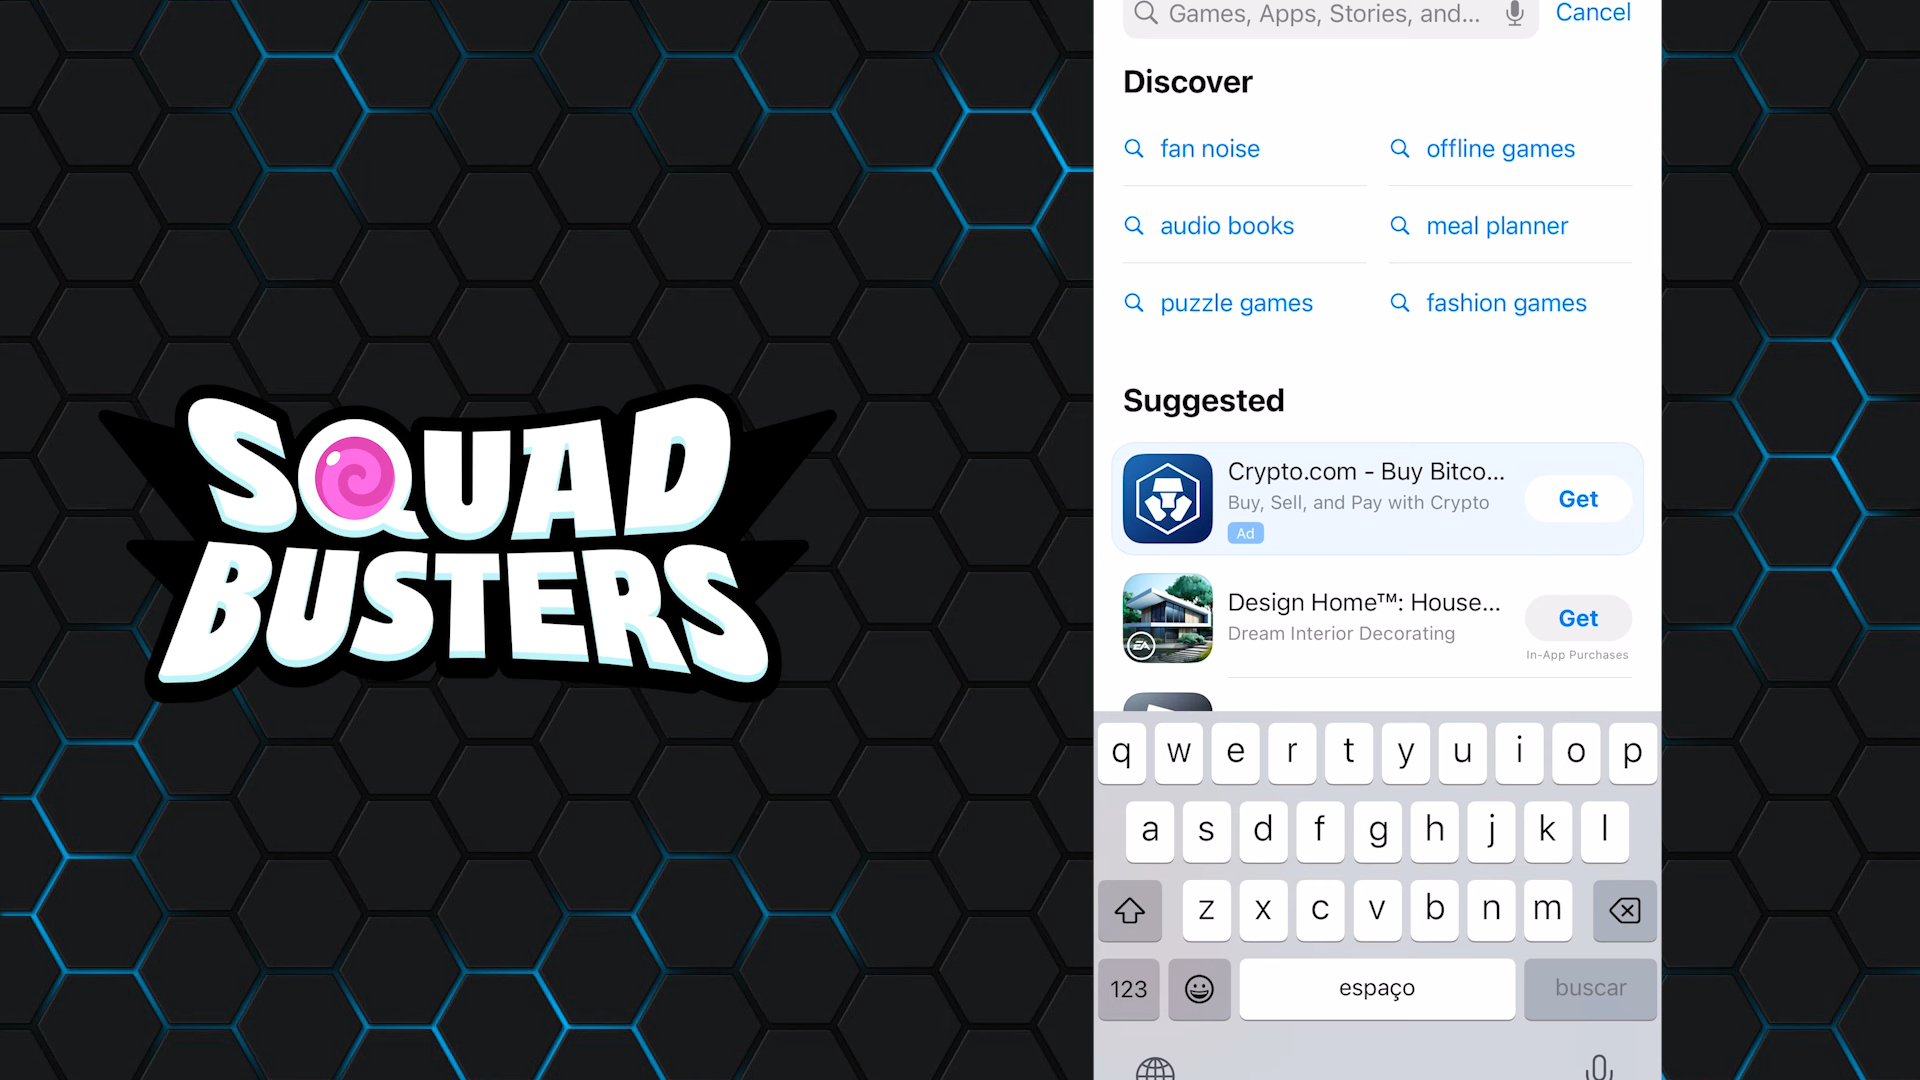 SQUAD
BUSTERS
Games, Apps, Stories, and...
Cancel
Discover
fan noise
offline games
audio books
meal planner
puzzle games
fashion games
Suggested
Crypto.com - Buy Bitco...
Buy, Sell, and Pay with Crypto
Ad
Get
Design Home™: House...
Dream Interior Decorating
EA
Get
In-App Purchases
q w e r t y u i o p
a s d f g h j k l
z x c v b n m
123
espaço
buscar